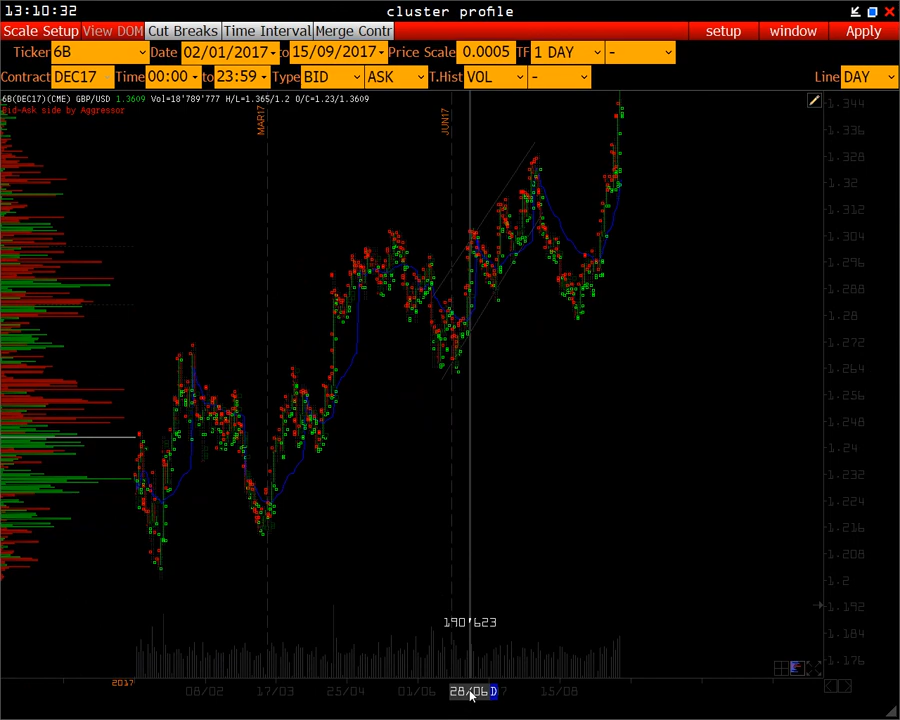 13:10:32 cluster profile
Scale Setup View DOM Cut Breaks Time Interval Merge Contr setup window Apply
Ticker 6B Date 02/01/2017 to 15/09/2017 Price Scale 0.0005 TF 1 DAY -
Contract DEC17 Time 00:00 to 23:59 Type BID ASK T.Hist VOL - Line DAY
6B(DEC17)(CME) GBP/USD 1.3609 Vol=18'789'777 H/L=1.365/1.2 O/C=1.23/1.3609
Bid-Ask side by Aggressor
MAR17
JUN17
1.344
1.336
1.328
1.32
1.312
1.304
1.296
1.288
1.28
1.272
1.264
1.256
1.248
1.24
1.232
1.224
1.216
1.208
1.2
1.192
1.184
1.176
190'623
2017 08/02 17/03 25/04 01/06 28/06 D 15/08